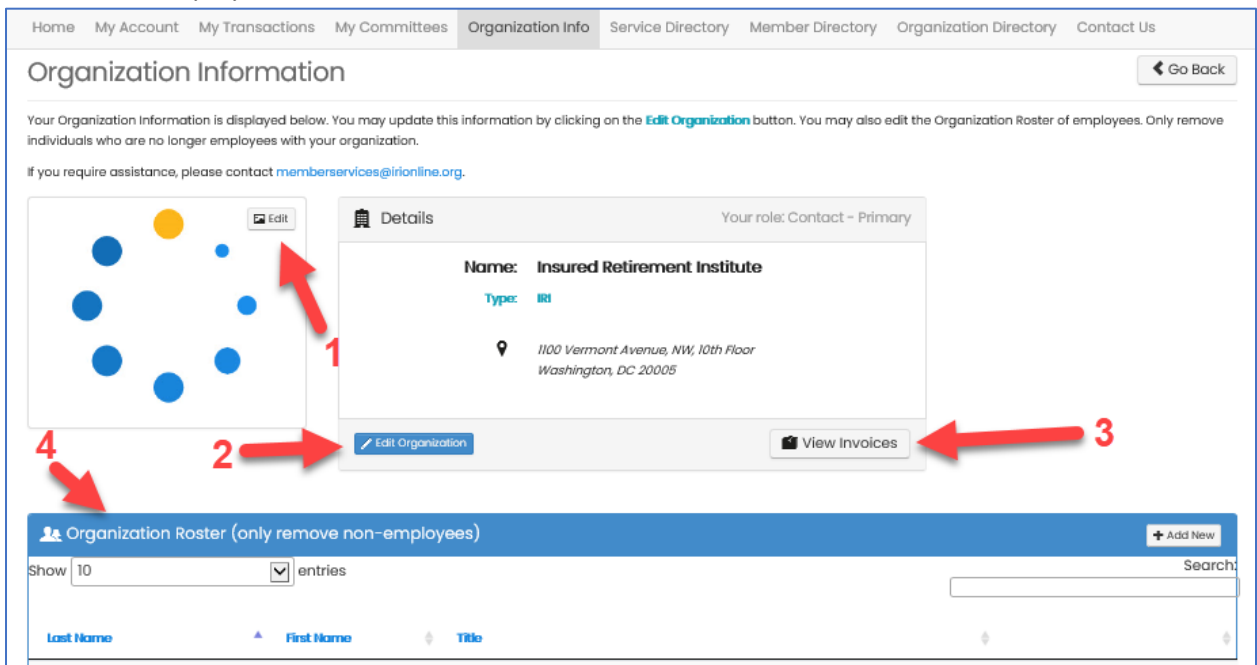 Home My Account My Transactions My Committees Organization Info Service Directory Member Directory Organization Directory Contact Us
Organization Information
Go Back
Your Organization Information is displayed below. You may update this information by clicking on the Edit Organization button. You may also edit the Organization Roster of employees. Only remove
individuals who are no longer employees with your organization.
If you require assistance, please contact memberservices@irionline.org.
Edit
1
Details Your role: Contact - Primary
Name: Insured Retirement Institute
Type: IRI
1100 Vermont Avenue, NW, 10th Floor
Washington, DC 20005
4
2
Edit Organization
View Invoices
3
Organization Roster (only remove non-employees)
+ Add New
Show 10 entries
Search:
Last Name First Name Title